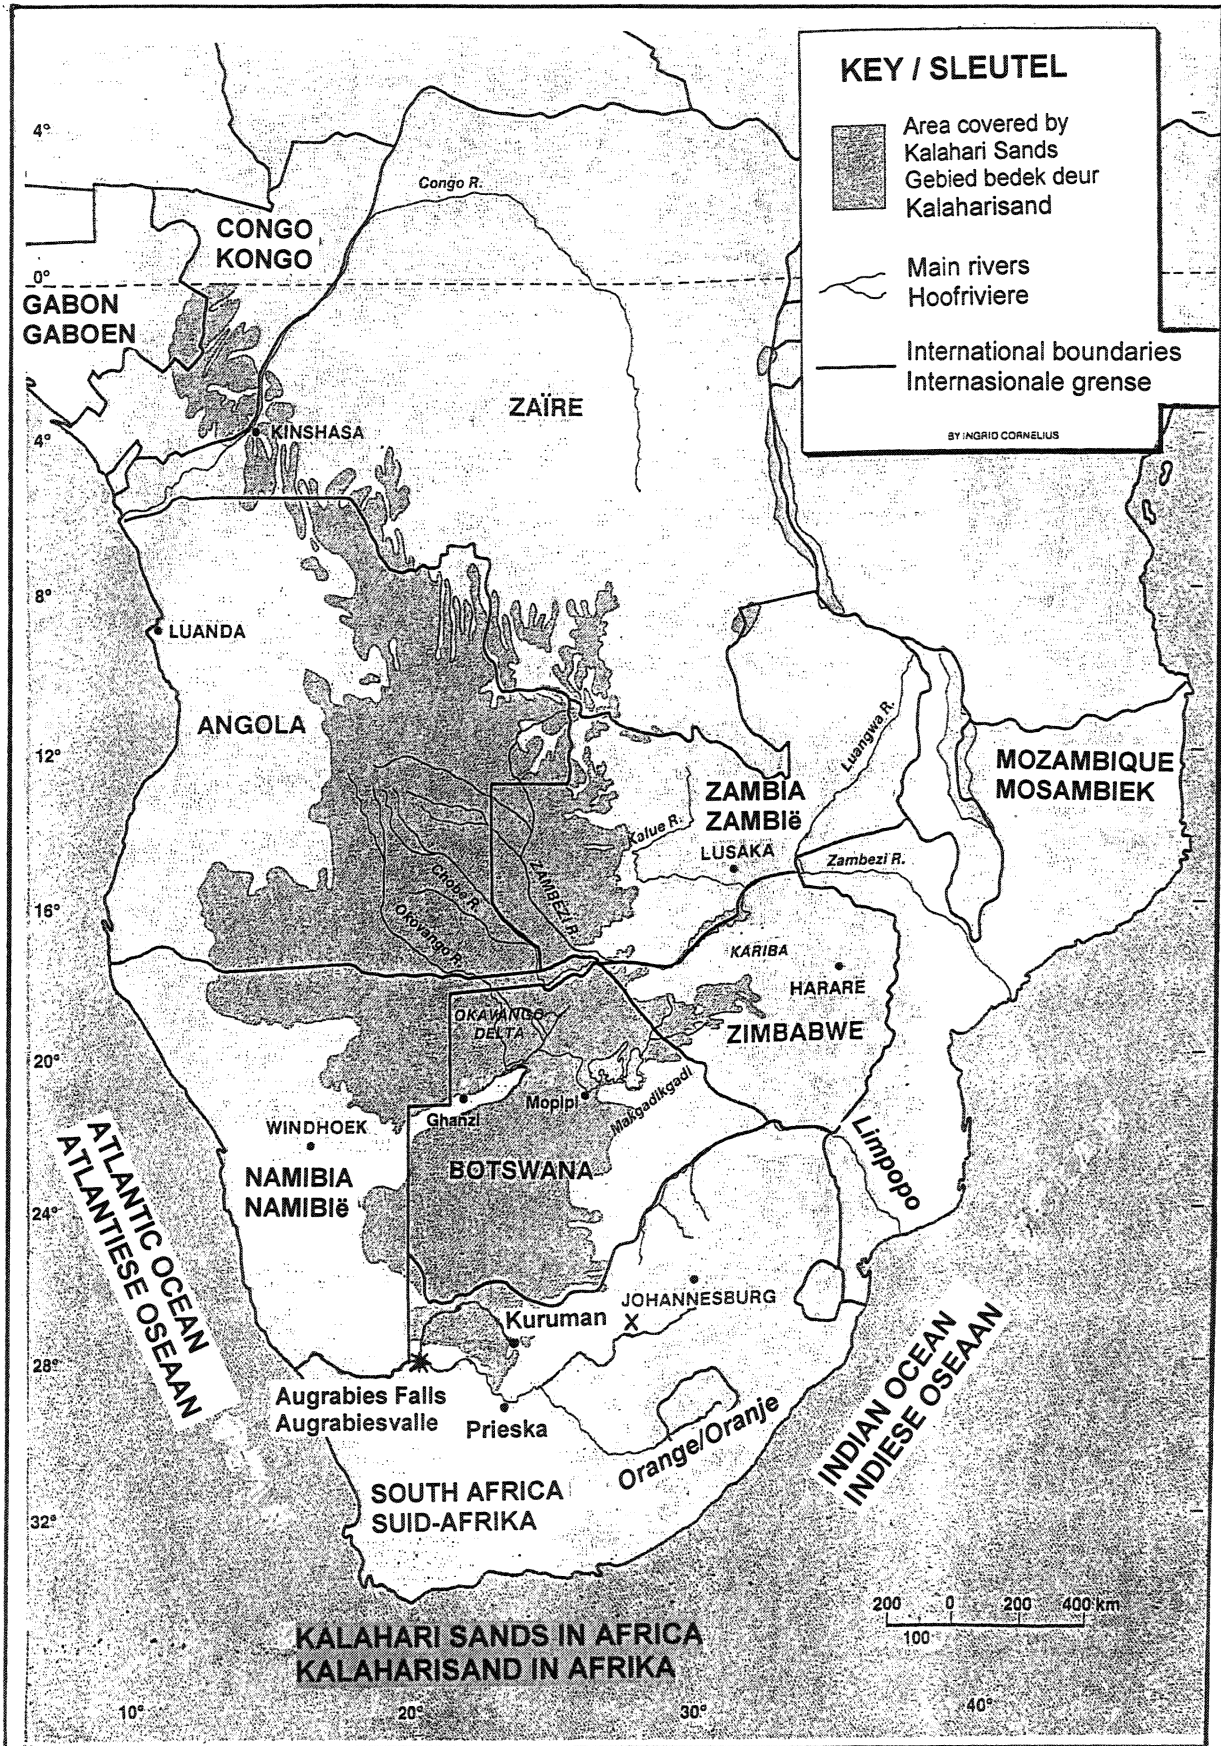 KEY / SLEUTEL
Area covered by
Kalahari Sands
Gebied bedek deur
Kalaharisand
Main rivers
Hoofriviere
International boundaries
Internasionale grense
BY INGRID CORNELIUS
4°
Congo R.
CONGO
KONGO
0°
GABON
GABOEN
ZAÏRE
4°
KINSHASA
8°
LUANDA
ANGOLA
12°
Luangwa R.
MOZAMBIQUE
MOSAMBIEK
ZAMBIA
ZAMBIë
Kalue R.
LUSAKA
Zambezi R.
ZAMBEZI R.
Chobe R.
16°
Okovango R.
KARIBA
HARARE
OKAVANGO
DELTA
ZIMBABWE
20°
Ghanzi
Mopipi
Makgadikgadi
WINDHOEK
BOTSWANA
Limpopo
NAMIBIA
NAMIBIë
24°
ATLANTIC OCEAN
ATLANTIESE OSEAAN
JOHANNESBURG
Kuruman
X
28°
Augrabies Falls
Augrabiesvalle
Prieska
Orange/Oranje
INDIAN OCEAN
INDIESE OSEAAN
SOUTH AFRICA
SUID-AFRIKA
32°
200 0 200 400 km
100
KALAHARI SANDS IN AFRICA
KALAHARISAND IN AFRIKA
10° 20° 30° 40°